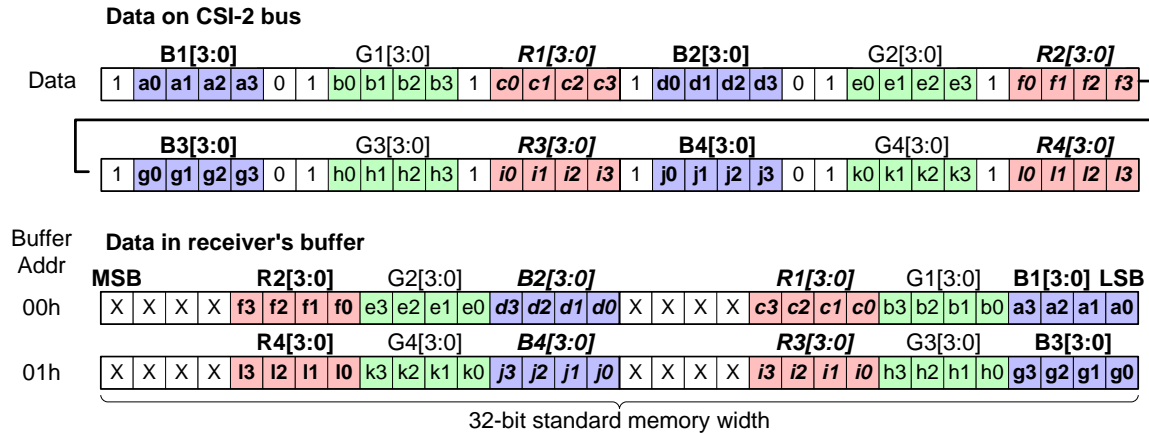 Data on CSI-2 bus
B1[3:0] G1[3:0] R1[3:0] B2[3:0] G2[3:0] R2[3:0]
Data 1 a0 a1 a2 a3 0 1 b0 b1 b2 b3 1 c0 c1 c2 c3 1 d0 d1 d2 d3 0 1 e0 e1 e2 e3 1 f0 f1 f2 f3
B3[3:0] G3[3:0] R3[3:0] B4[3:0] G4[3:0] R4[3:0]
1 g0 g1 g2 g3 0 1 h0 h1 h2 h3 1 i0 i1 i2 i3 1 j0 j1 j2 j3 0 1 k0 k1 k2 k3 1 l0 l1 l2 l3
Buffer Addr
Data in receiver's buffer
MSB R2[3:0] G2[3:0] B2[3:0] R1[3:0] G1[3:0] B1[3:0] LSB
00h X X X X f3 f2 f1 f0 e3 e2 e1 e0 d3 d2 d1 d0 X X X X c3 c2 c1 c0 b3 b2 b1 b0 a3 a2 a1 a0
R4[3:0] G4[3:0] B4[3:0] R3[3:0] G3[3:0] B3[3:0]
01h X X X X l3 l2 l1 l0 k3 k2 k1 k0 j3 j2 j1 j0 X X X X i3 i2 i1 i0 h3 h2 h1 h0 g3 g2 g1 g0
32-bit standard memory width